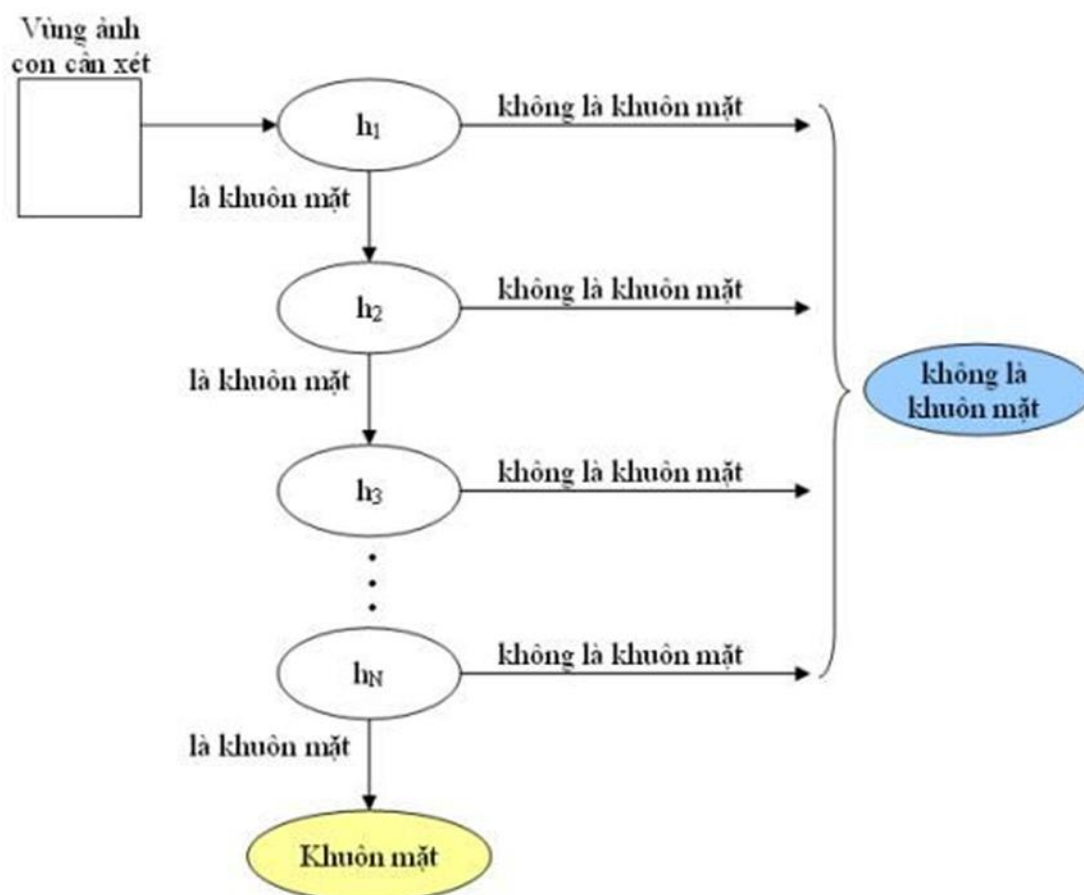 Vùng ảnh
con cần xét
h1
không là khuôn mặt
là khuôn mặt
h2
không là khuôn mặt
là khuôn mặt
không là
khuôn mặt
h3
không là khuôn mặt
hN
không là khuôn mặt
là khuôn mặt
Khuôn mặt